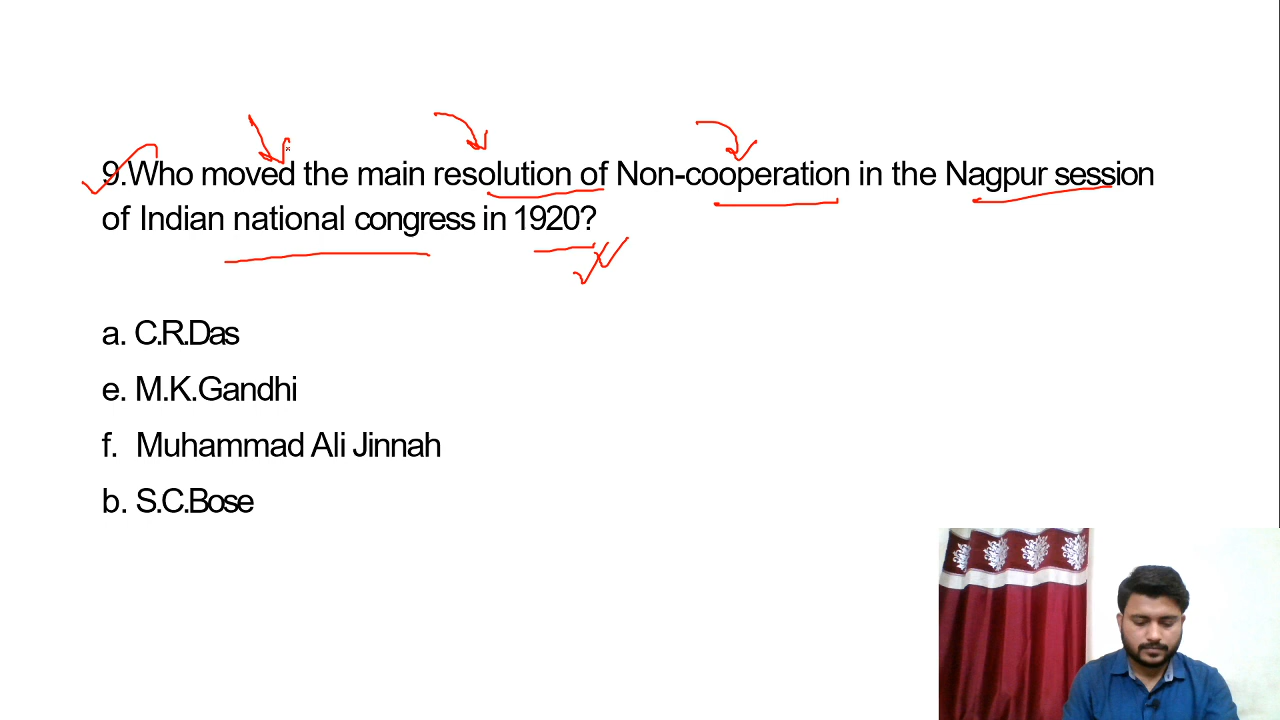 9.Who moved the main resolution of Non-cooperation in the Nagpur session
of Indian national congress in 1920?
a. C.R.Das
e. M.K.Gandhi
f. Muhammad Ali Jinnah
b. S.C.Bose